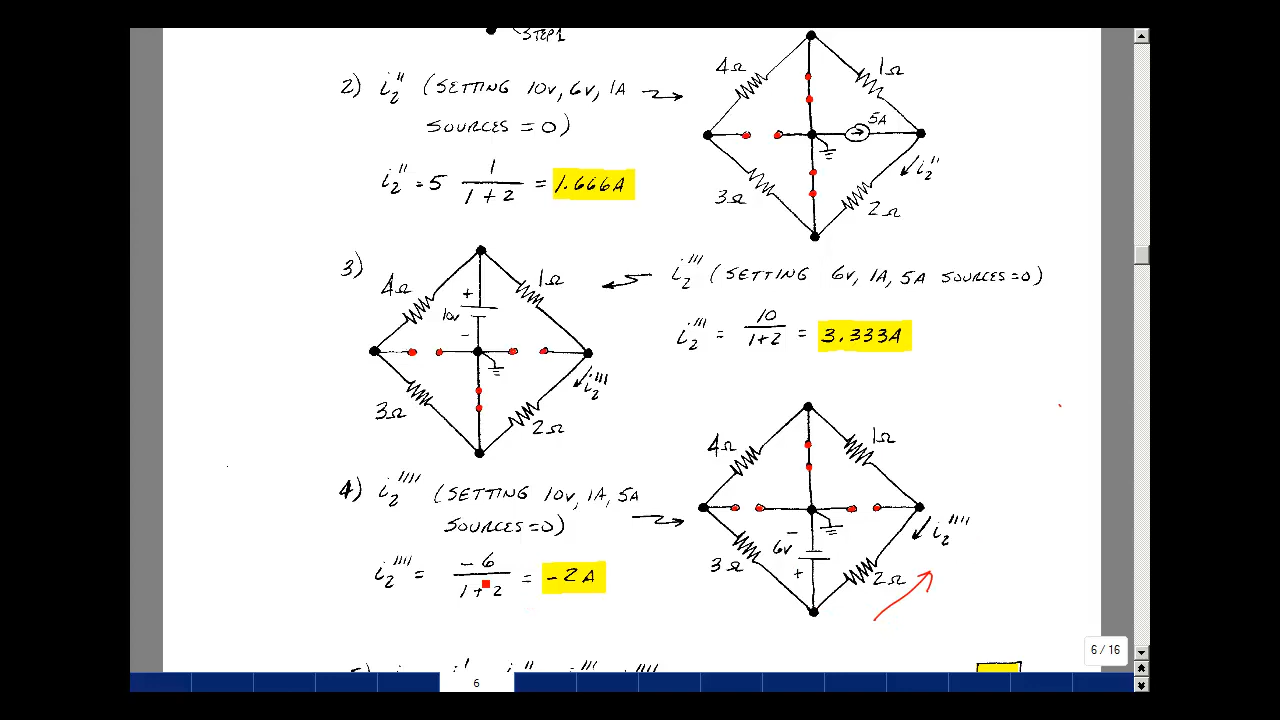 (STEP1
2) i2'' (SETTING 10V, 6V, 1A
SOURCES = 0)
i2'' = 5 1/(1+2) = 1.666A
4Ω
1Ω
5A
i2''
3Ω
2Ω
3)
4Ω
1Ω
+
10V
-
i2'''
3Ω
2Ω
i2''' (SETTING 6V, 1A, 5A SOURCES=0)
i2''' = 10/(1+2) = 3.333A
4) i2'''' (SETTING 10V, 1A, 5A
SOURCES=0)
i2'''' = -6/(1+2) = -2A
4Ω
1Ω
-
6V
+
i2''''
3Ω
2Ω
6 / 16
6